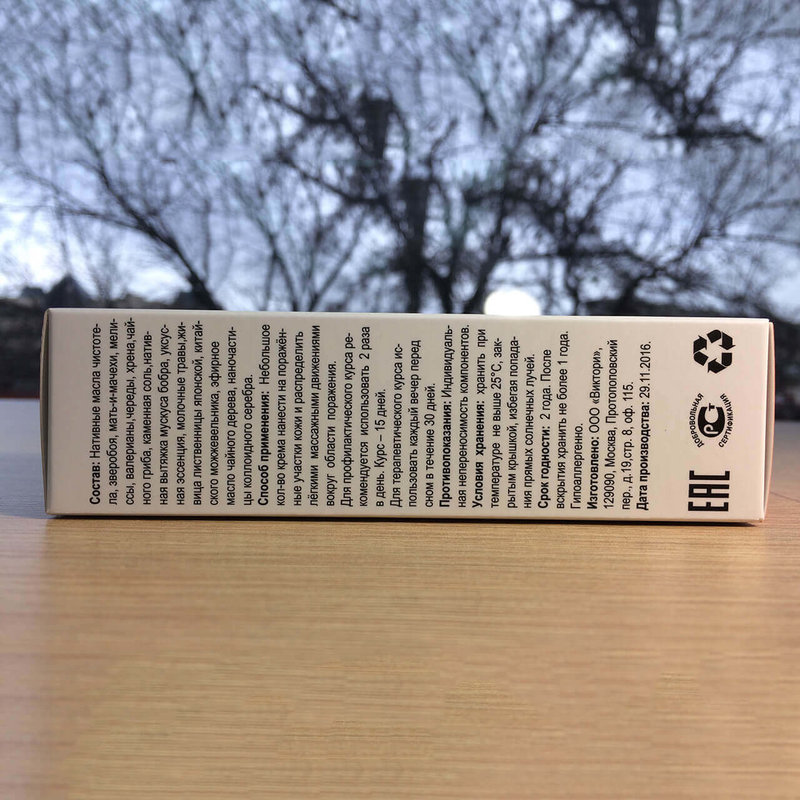 Состав: Нативные масла чистоте-
ла, зверобоя, мать-и-мачехи, мели-
ссы, валерианы,череды, хрена,чай-
ного гриба, каменная соль,натив-
ная вытяжка мускуса бобра, уксус-
ная эссенция, молочные травы,жи-
вица лиственницы японской, китай-
ского можжевельника, эфирное
масло чайного дерева, наночасти-
цы коллоидного серебра.
Способ применения: Небольшое
кол-во крема нанести на поражён-
ные участки кожи и распределить
лёгкими массажными движениями
вокруг области поражения.
Для профилактического курса ре-
комендуется использовать 2 раза
в день. Курс – 15 дней.
Для терапевтического курса ис-
пользовать каждый вечер перед
сном в течение 30 дней.
Противопоказания: Индивидуаль-
ная непереносимость компонентов.
Условия хранения: хранить при
температуре не выше 25°С, зак-
рытым крышкой, избегая попада-
ния прямых солнечных лучей.
Срок годности: 2 года. После
вскрытия хранить не более 1 года.
Гипоаллергенно.
Изготовлено: ООО «Виктори»,
129090, Москва, Протопоповский
пер., д.19,стр. 8, оф. 115.
Дата производства: 29.11.2016.
ЕАС
ДОБРОВОЛЬНАЯ
СЕРТИФИКАЦИЯ